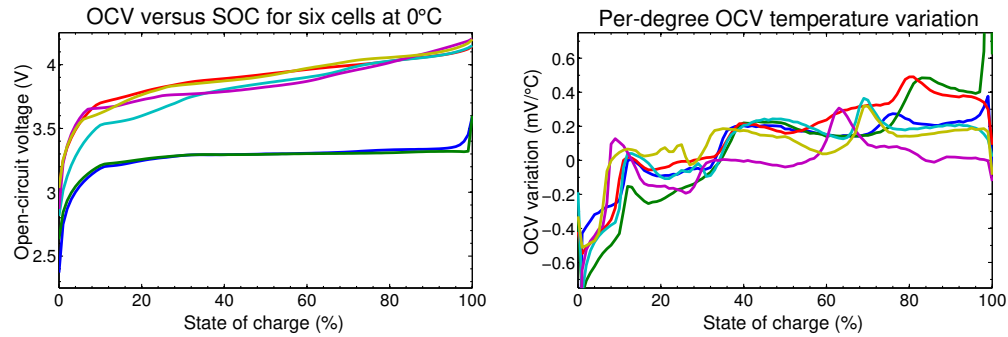 OCV versus SOC for six cells at 0°C
Open-circuit voltage (V)
4
3.5
3
2.5
0 20 40 60 80 100
State of charge (%)
Per-degree OCV temperature variation
OCV variation (mV/°C)
0.6
0.4
0.2
0
−0.2
−0.4
−0.6
0 20 40 60 80 100
State of charge (%)